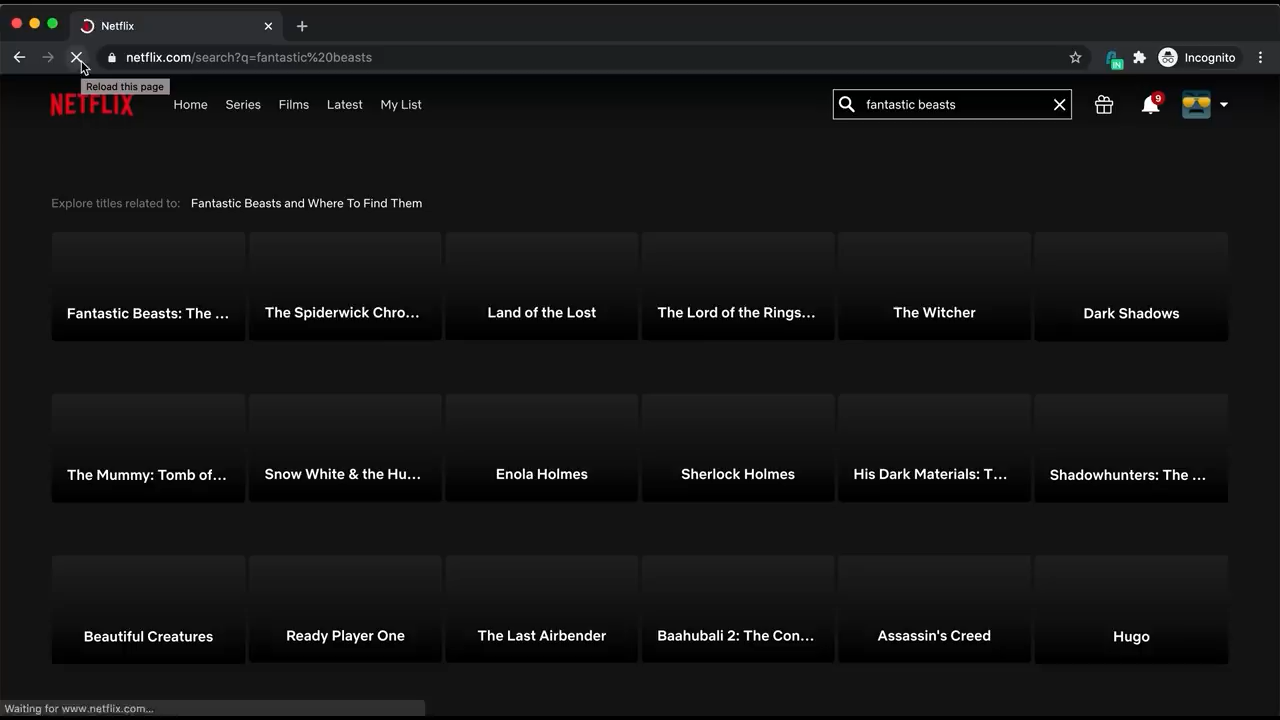 Netflix
netflix.com/search?q=fantastic%20beasts
Incognito
IN
Reload this page
NETFLIX
Home
Series
Films
Latest
My List
fantastic beasts
9
Explore titles related to: Fantastic Beasts and Where To Find Them
Fantastic Beasts: The ...
The Spiderwick Chro...
Land of the Lost
The Lord of the Rings...
The Witcher
Dark Shadows
The Mummy: Tomb of...
Snow White & the Hu...
Enola Holmes
Sherlock Holmes
His Dark Materials: T...
Shadowhunters: The ...
Beautiful Creatures
Ready Player One
The Last Airbender
Baahubali 2: The Con...
Assassin's Creed
Hugo
Waiting for www.netflix.com...